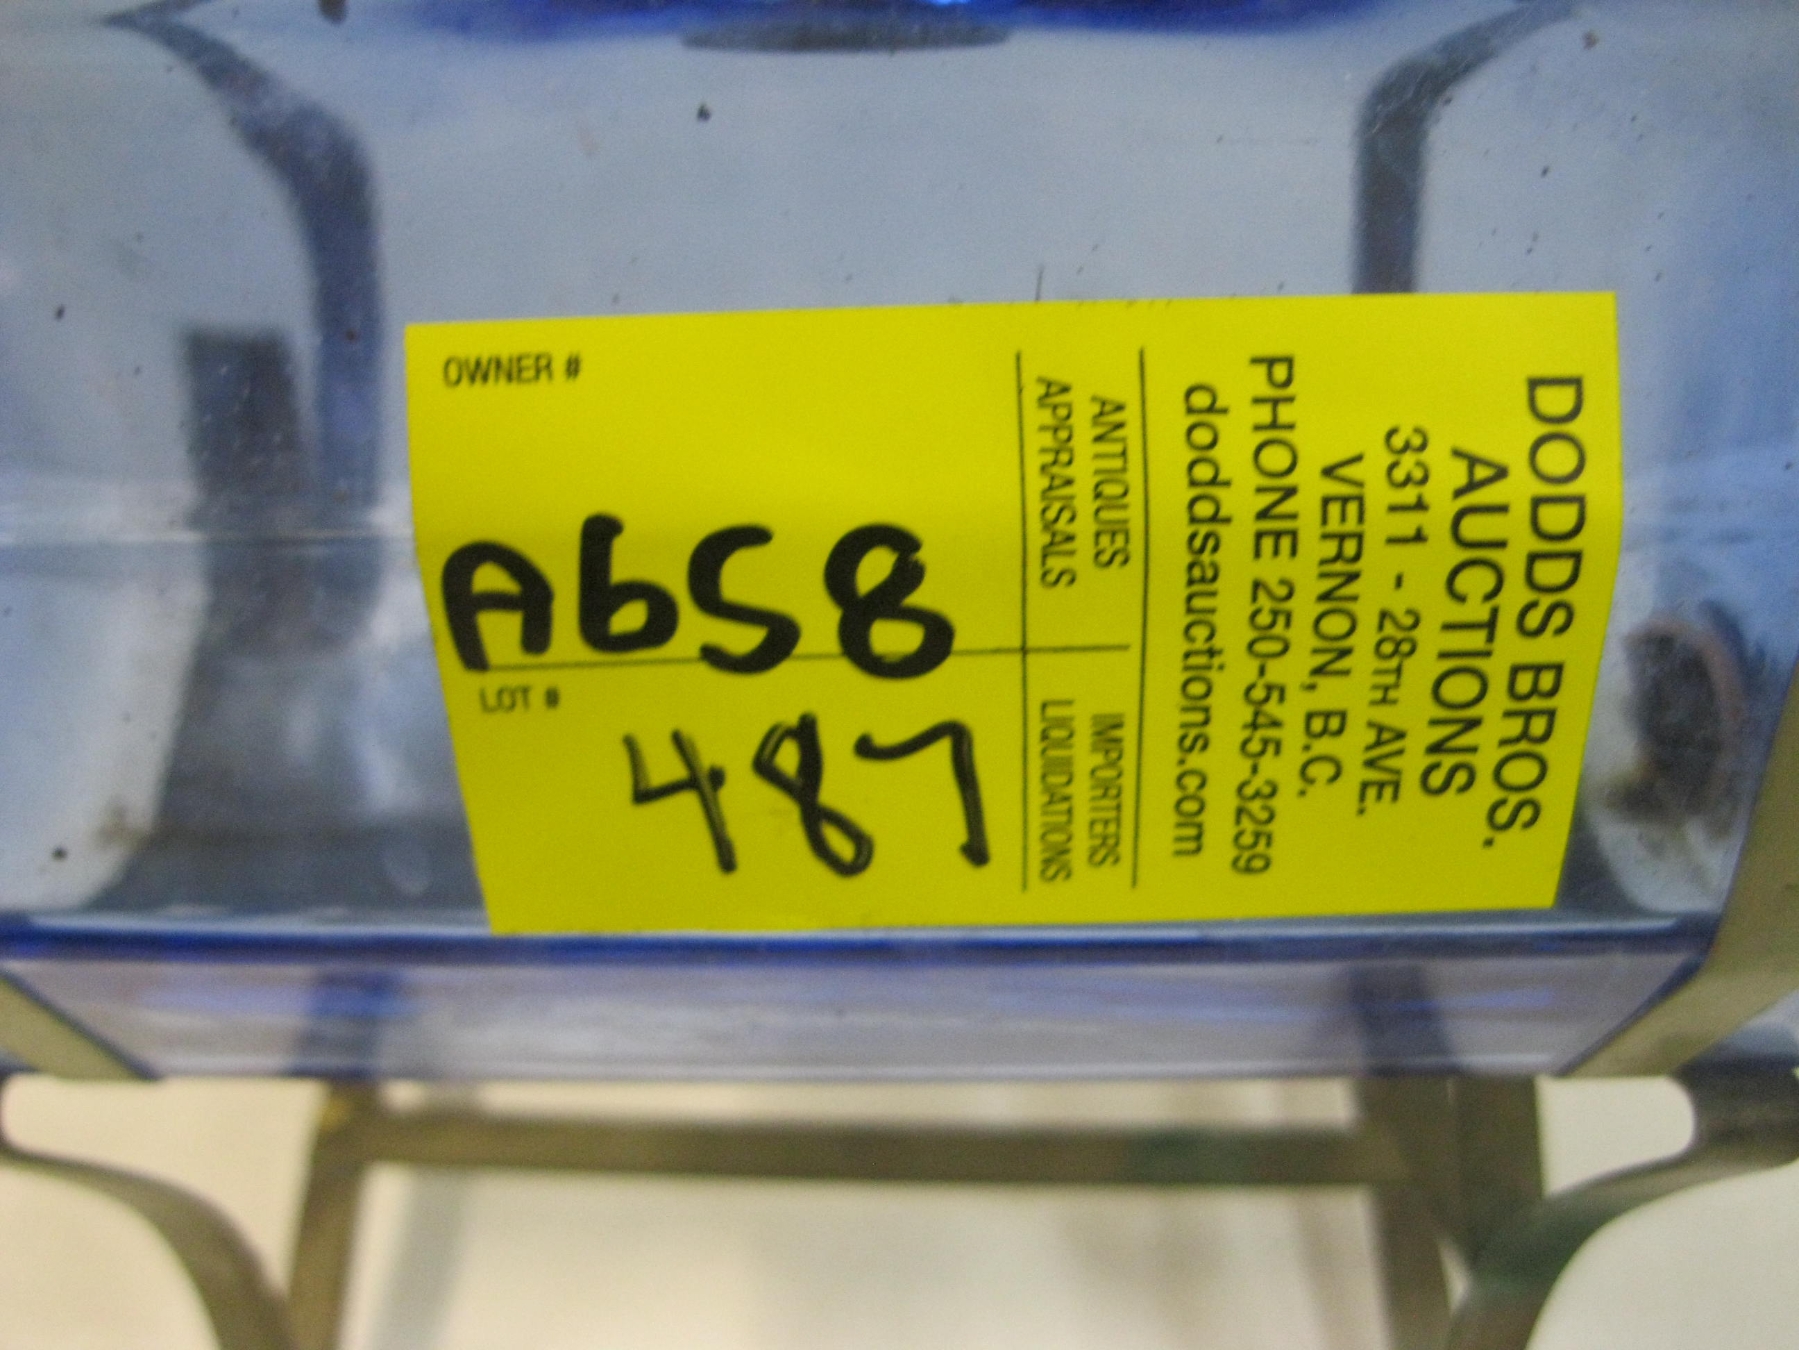 DODDS BROS.
AUCTIONS
3311 - 28TH AVE.
VERNON, B.C.
PHONE 250-545-3259
doddsauctions.com
ANTIQUES
APPRAISALS
IMPORTERS
LIQUIDATIONS
OWNER #
A658
LOT #
487